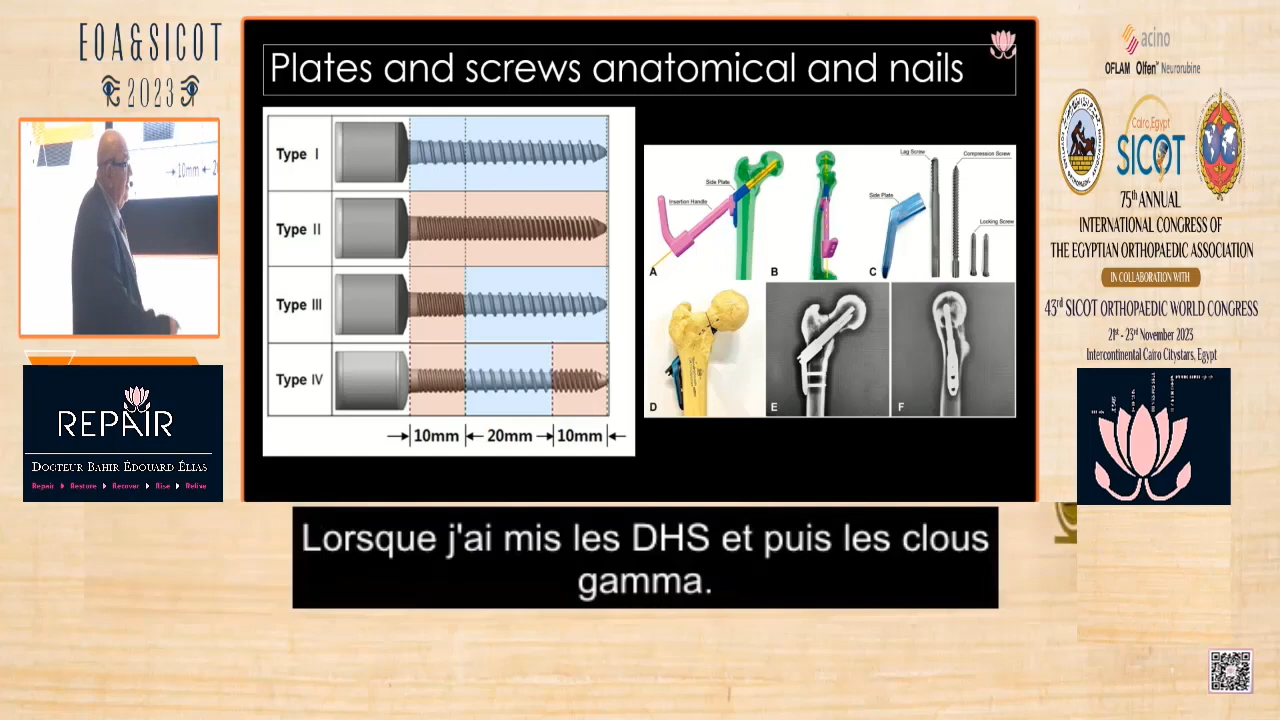 EOA&SICOT
2023
10mm
REPAIR
DOCTEUR BAHIR ÉDOUARD ÉLIAS
Repair Restore Recover Rise Relive
Plates and screws anatomical and nails
Type I
Type II
Type III
Type IV
10mm 20mm 10mm
Side Plate
Insertion Handle
A
B
Lag Screw
Compression Screw
Side Plate
Locking Screw
C
D
E
F
Lorsque j'ai mis les DHS et puis les clous
gamma.
acino
OFLAM Olfen Neurorubine
Cairo, Egypt
SICOT
75th ANNUAL
INTERNATIONAL CONGRESS OF
THE EGYPTIAN ORTHOPAEDIC ASSOCIATION
IN COLLABORATION WITH
43rd SICOT ORTHOPAEDIC WORLD CONGRESS
21st - 23rd November 2023
Intercontinental Cairo Citystars, Egypt